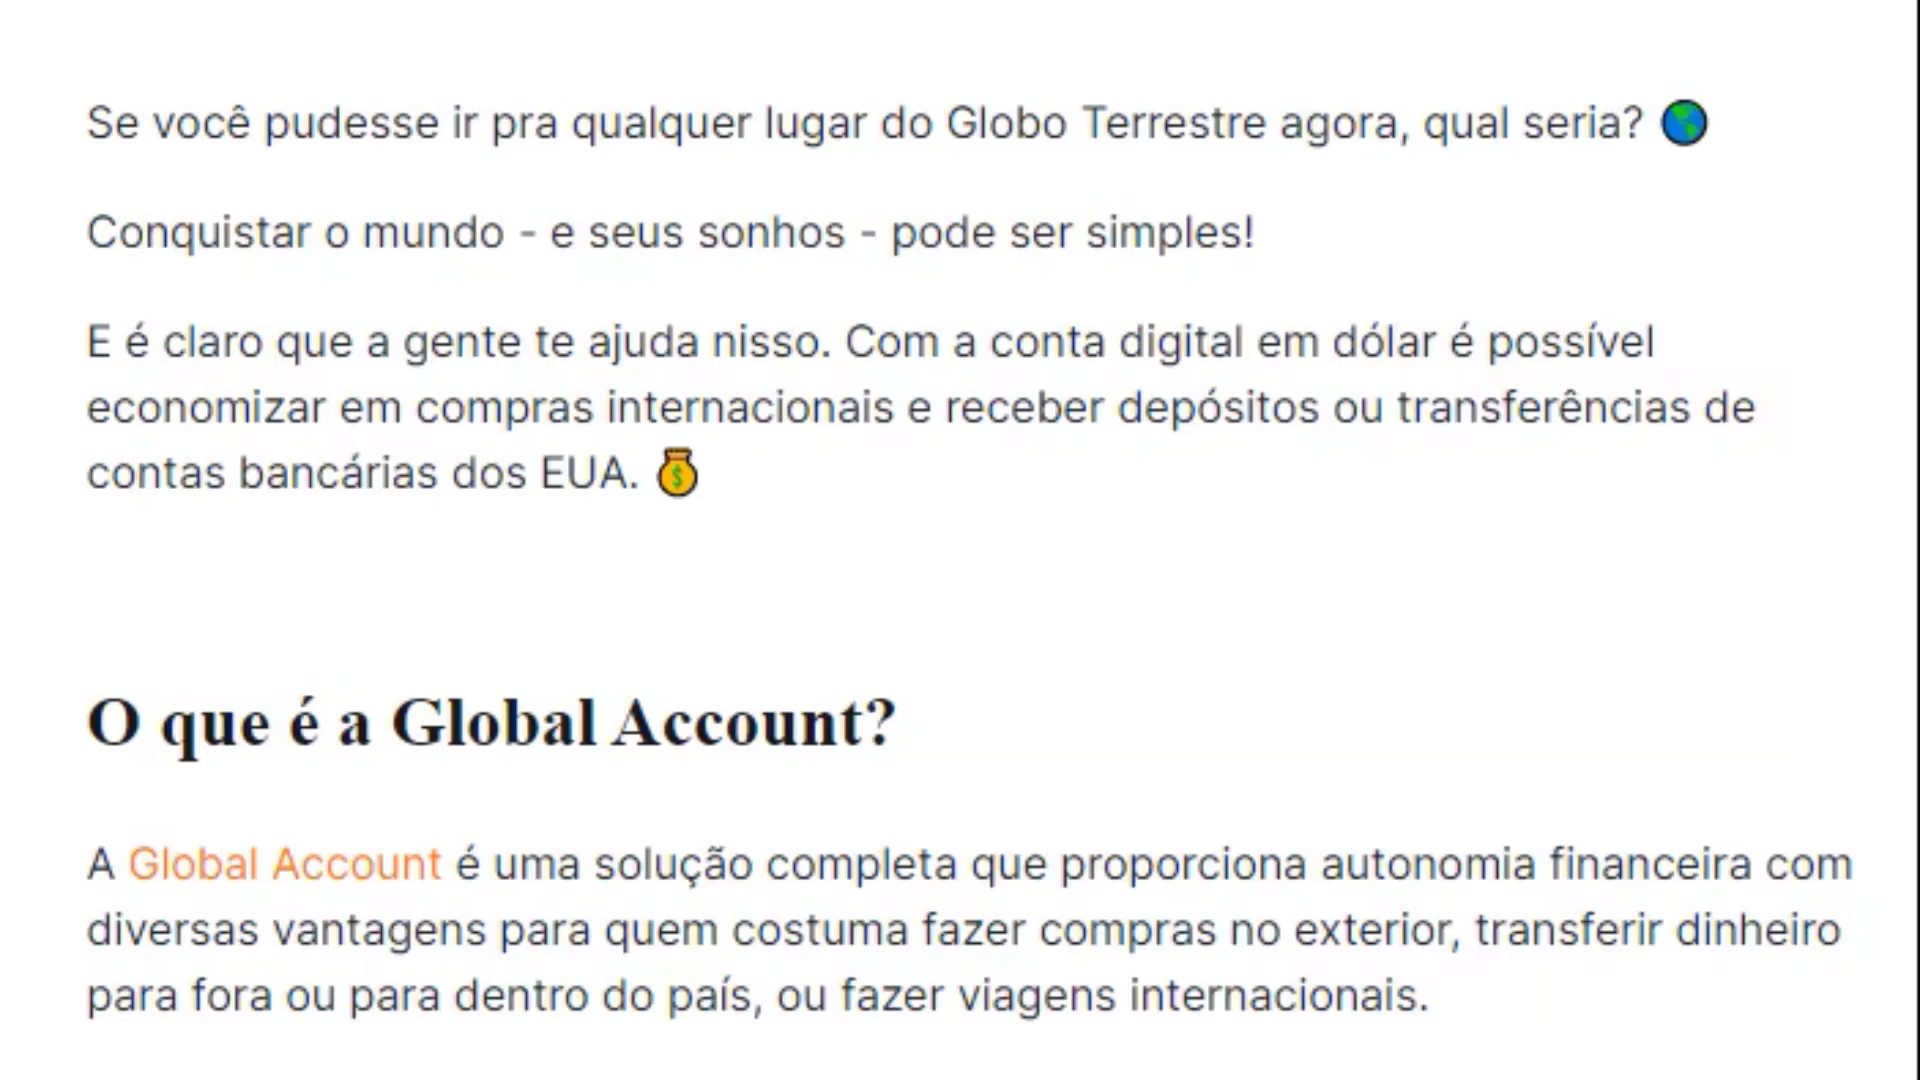 Se você pudesse ir pra qualquer lugar do Globo Terrestre agora, qual seria? 🌎
Conquistar o mundo - e seus sonhos - pode ser simples!
E é claro que a gente te ajuda nisso. Com a conta digital em dólar é possível
economizar em compras internacionais e receber depósitos ou transferências de
contas bancárias dos EUA. 💰
O que é a Global Account?
A Global Account é uma solução completa que proporciona autonomia financeira com
diversas vantagens para quem costuma fazer compras no exterior, transferir dinheiro
para fora ou para dentro do país, ou fazer viagens internacionais.